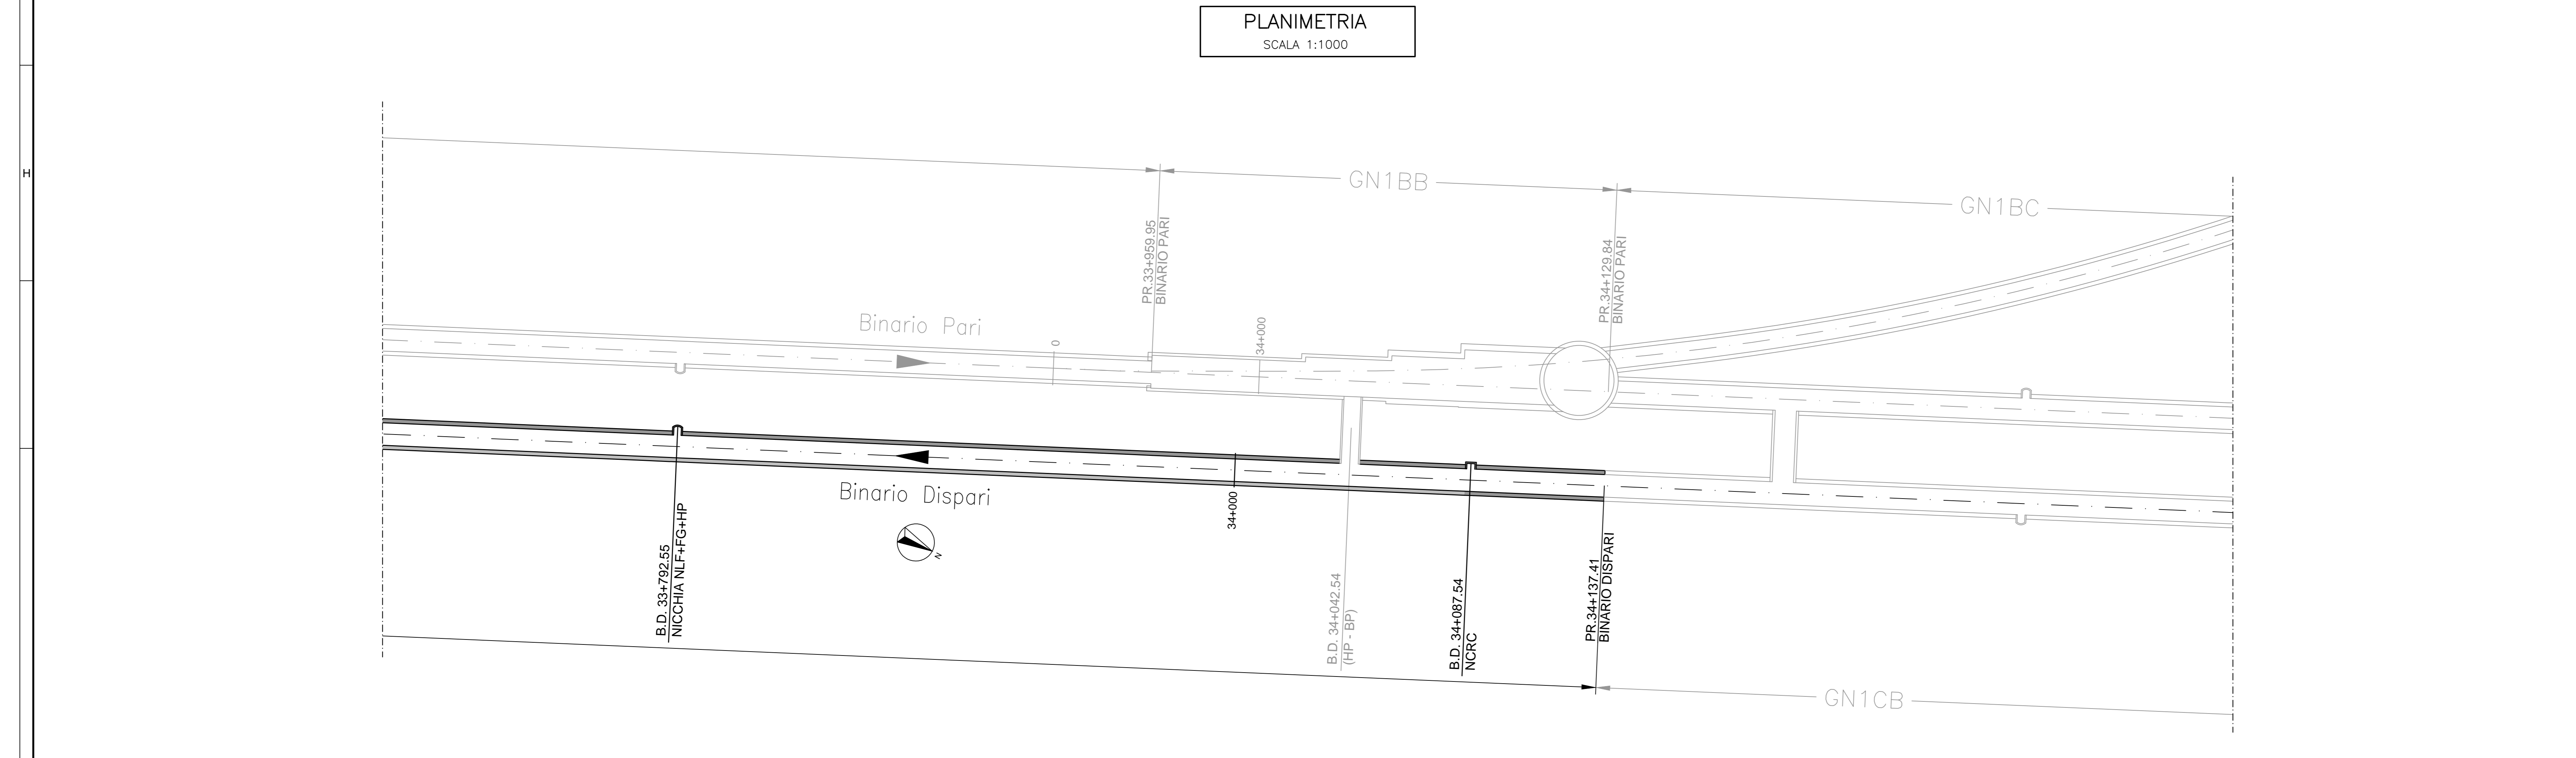 PLANIMETRIA
SCALA 1:1000
H
GN1BB
GN1BC
PR.33+959.95
BINARIO PARI
PR.34+129.84
BINARIO PARI
Binario Pari
0
34+000
Binario Dispari
34+000
N
B.D. 33+792.55
NICCHIA NLF+FG+HP
B.D. 34+042.54
(HP - BP)
B.D. 34+087.54
NCRC
PR.34+137.41
BINARIO DISPARI
GN1CB